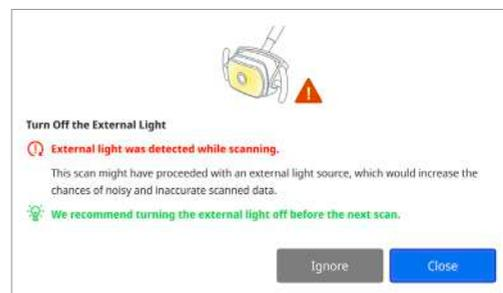 Turn Off the External Light
External light was detected while scanning.
This scan might have proceeded with an external light source, which would increase the
chances of noisy and inaccurate scanned data.
We recommend turning the external light off before the next scan.
Ignore
Close